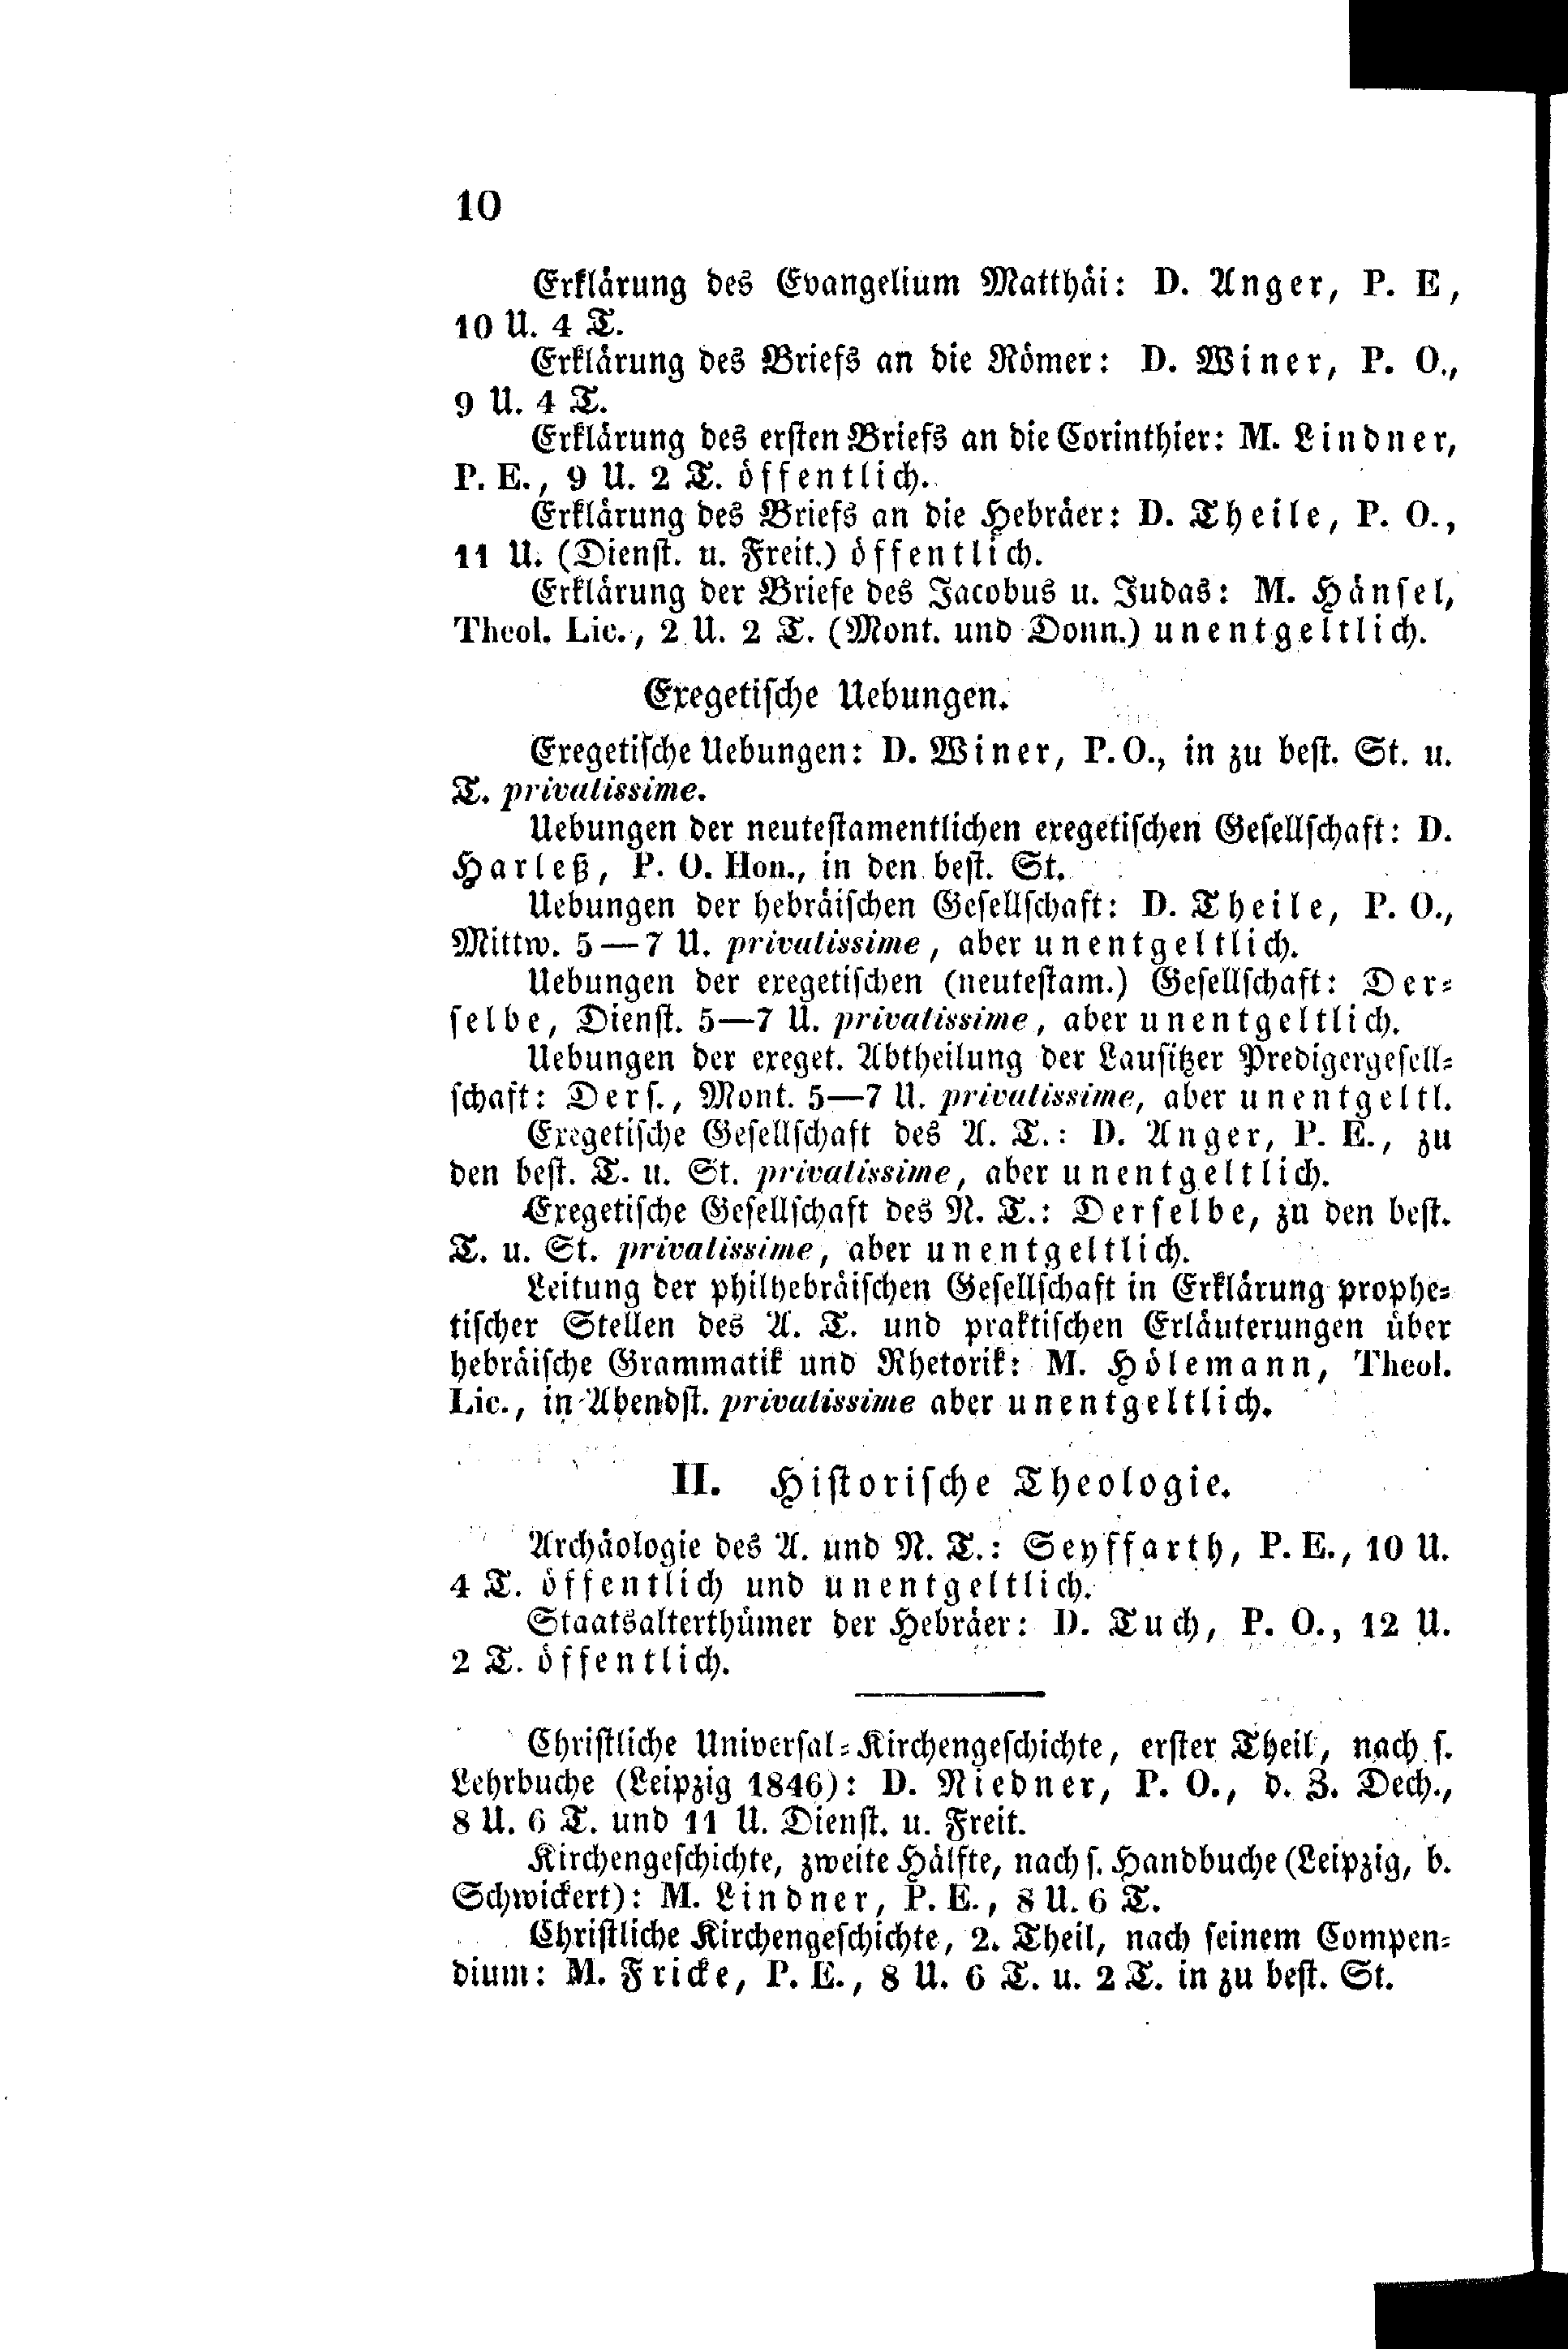 10
Erklärung des Evangelium Matthäi: D. Anger, P. E,
10 U. 4 T.
Erklärung des Briefs an die Römer: D. Winer, P. O.,
9 U. 4 T.
Erklärung des ersten Briefs an die Corinthier: M. Lindner,
P. E., 9 U. 2 T. öffentlich.
Erklärung des Briefs an die Hebräer: D. Theile, P. O.,
11 U. (Dienst. u. Freit.) öffentlich.
Erklärung der Briefe des Jacobus u. Judas: M. Hänsel,
Theol. Lic., 2 U. 2 T. (Mont. und Donn.) unentgeltlich.
Exegetische Uebungen.
Exegetische Uebungen: D. Winer, P. O., in zu best. St. u.
T. privatissime.
Uebungen der neutestamentlichen exegetischen Gesellschaft: D.
Harleß, P. O. Hon., in den best. St.
Uebungen der hebräischen Gesellschaft: D. Theile, P. O.,
Mittw. 5—7 U. privatissime, aber unentgeltlich.
Uebungen der exegetischen (neutestam.) Gesellschaft: Der-
selbe, Dienst. 5—7 U. privatissime, aber unentgeltlich.
Uebungen der exeget. Abtheilung der Lausitzer Predigergesell-
schaft: Ders., Mont. 5—7 U. privatissime, aber unentgeltl.
Exegetische Gesellschaft des A. T.: D. Anger, P. E., zu
den best. T. u. St. privatissime, aber unentgeltlich.
Exegetische Gesellschaft des N. T.: Derselbe, zu den best.
T. u. St. privatissime, aber unentgeltlich.
Leitung der philhebräischen Gesellschaft in Erklärung prophe-
tischer Stellen des A. T. und praktischen Erläuterungen über
hebräische Grammatik und Rhetorik: M. Hölemann, Theol.
Lic., in Abendst. privatissime aber unentgeltlich.
II. Historische Theologie.
Archäologie des A. und N. T.: Seyffarth, P. E., 10 U.
4 T. öffentlich und unentgeltlich.
Staatsalterthümer der Hebräer: D. Tuch, P. O., 12 U.
2 T. öffentlich.
Christliche Universal-Kirchengeschichte, erster Theil, nach s.
Lehrbuche (Leipzig 1846): D. Niedner, P. O., d. Z. Dech.,
8 U. 6 T. und 11 U. Dienst. u. Freit.
Kirchengeschichte, zweite Hälfte, nach s. Handbuche (Leipzig, b.
Schwickert): M. Lindner, P. E., 8 U. 6 T.
Christliche Kirchengeschichte, 2. Theil, nach seinem Compen-
dium: M. Fricke, P. E., 8 U. 6 T. u. 2 T. in zu best. St.